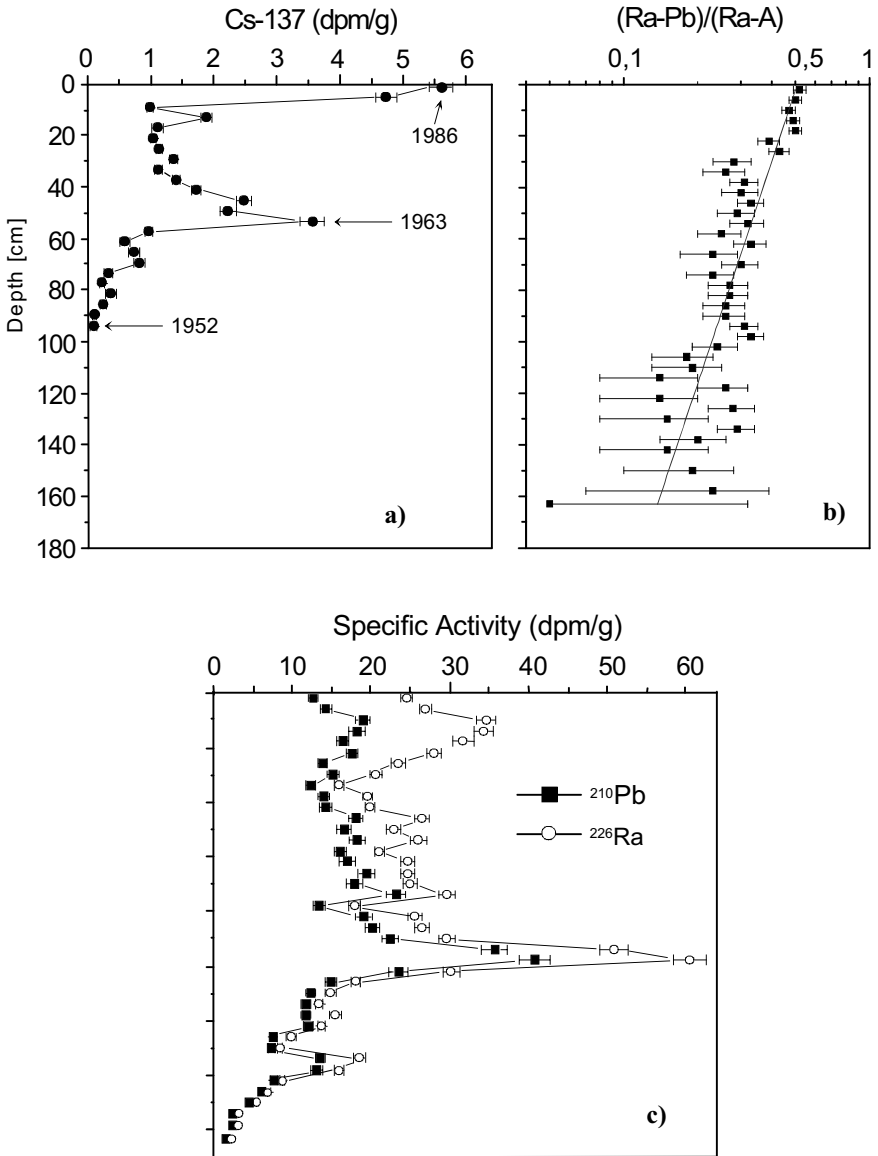 Cs-137 (dpm/g)
0 1 2 3 4 5 6
Depth [cm]
0
20
40
60
80
100
120
140
160
180
1986
1963
1952
a)
(Ra-Pb)/(Ra-A)
0,1 0,5 1
b)
Specific Activity (dpm/g)
0 10 20 30 40 50 60
210Pb
226Ra
c)